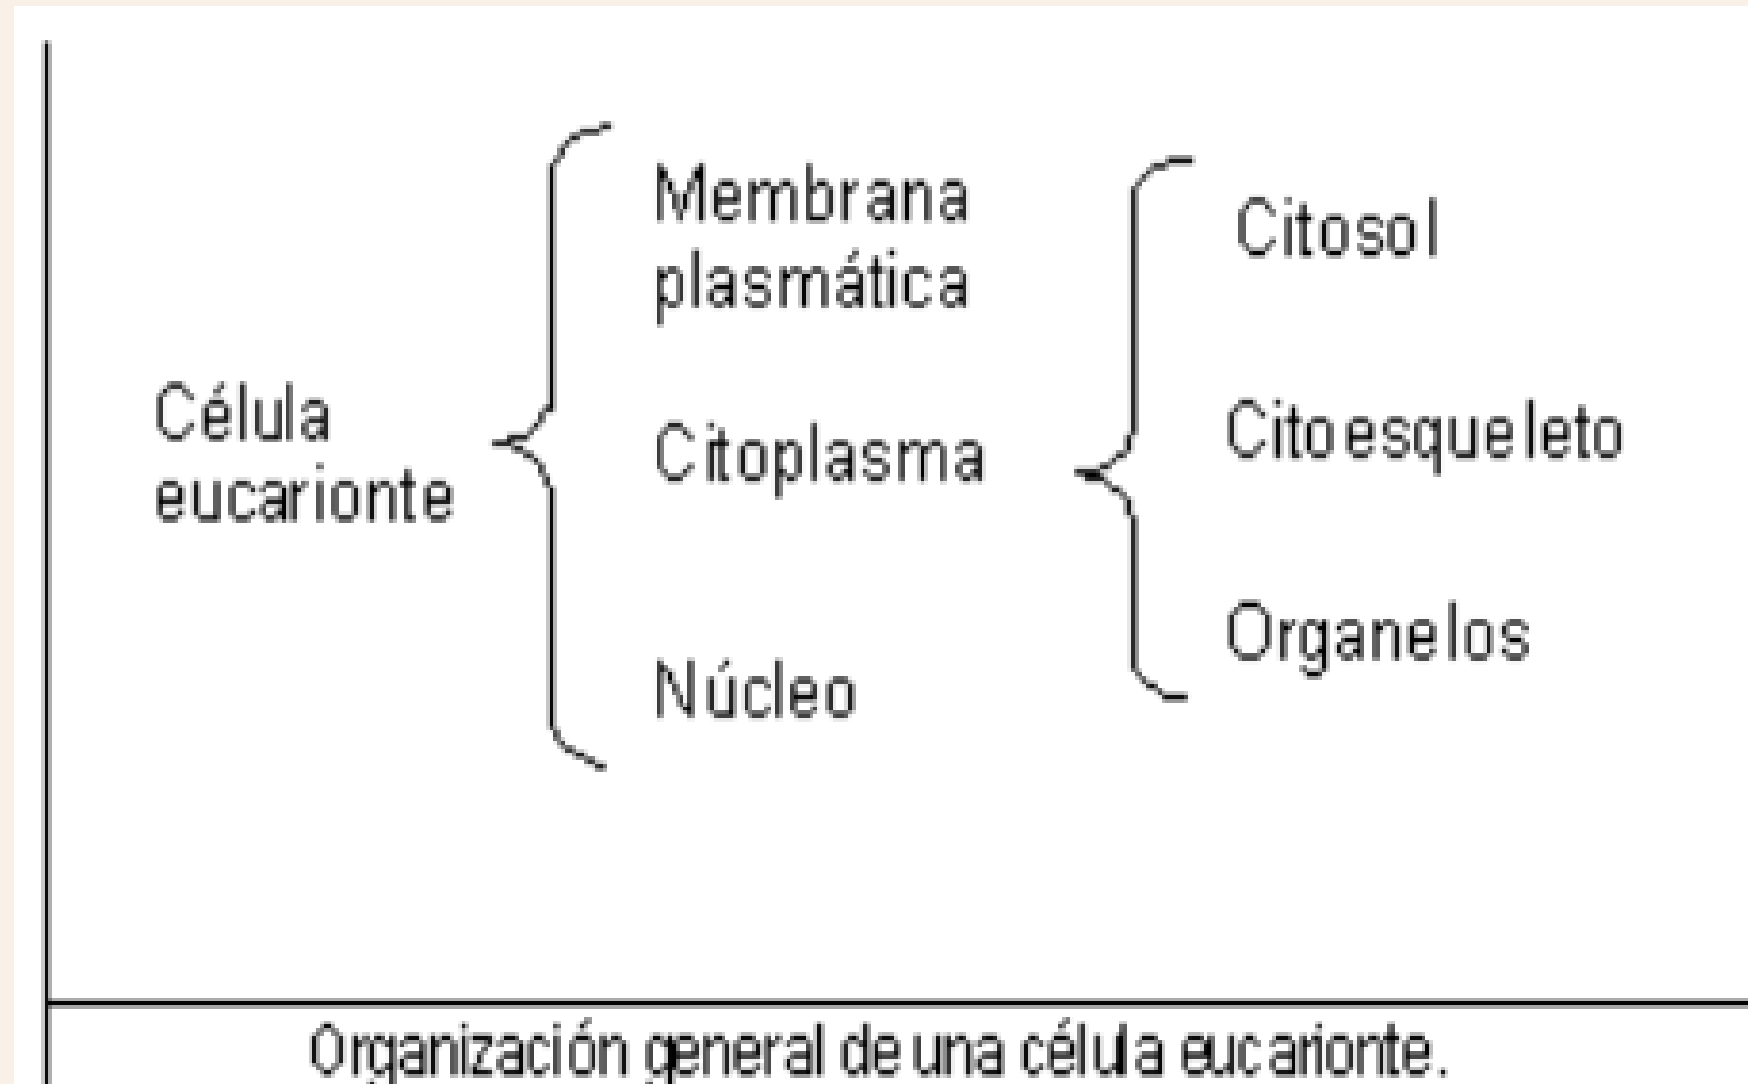 Célula
eucarionte
Membrana
plasmática
Citoplasma
Núcleo
Citosol
Citoesqueleto
Organelos
Organización general de una célula eucarionte.